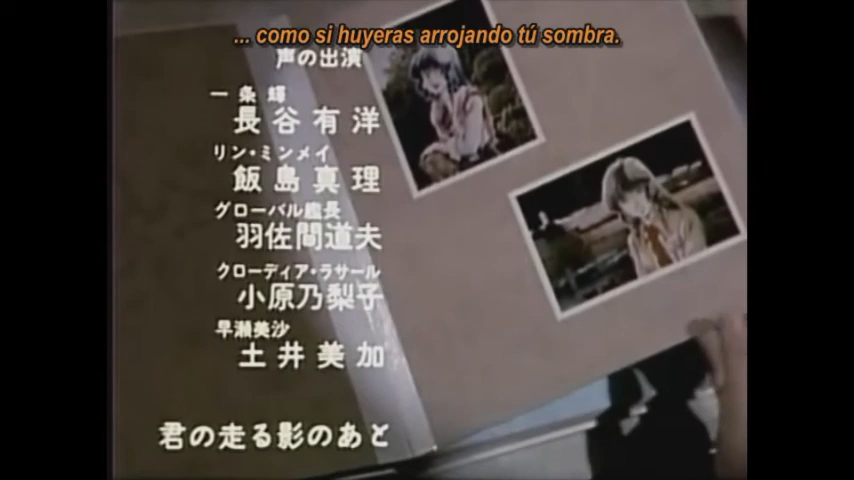 ... como si huyeras arrojando tú sombra.
声の出演
一条輝
長谷有洋
リン・ミンメイ
飯島真理
グローバル艦長
羽佐間道夫
クローディア・ラサール
小原乃梨子
早瀬美沙
土井美加
君の走る影のあと